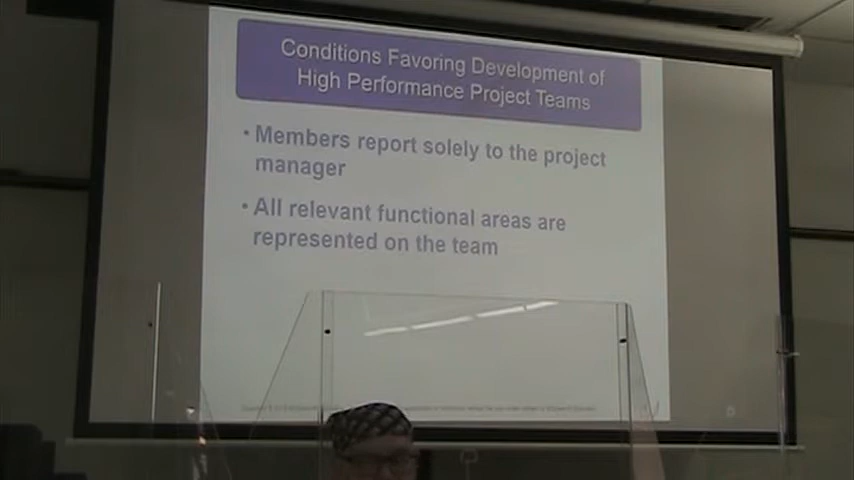 Conditions Favoring Development of
High Performance Project Teams
• Members report solely to the project
manager
• All relevant functional areas are
represented on the team